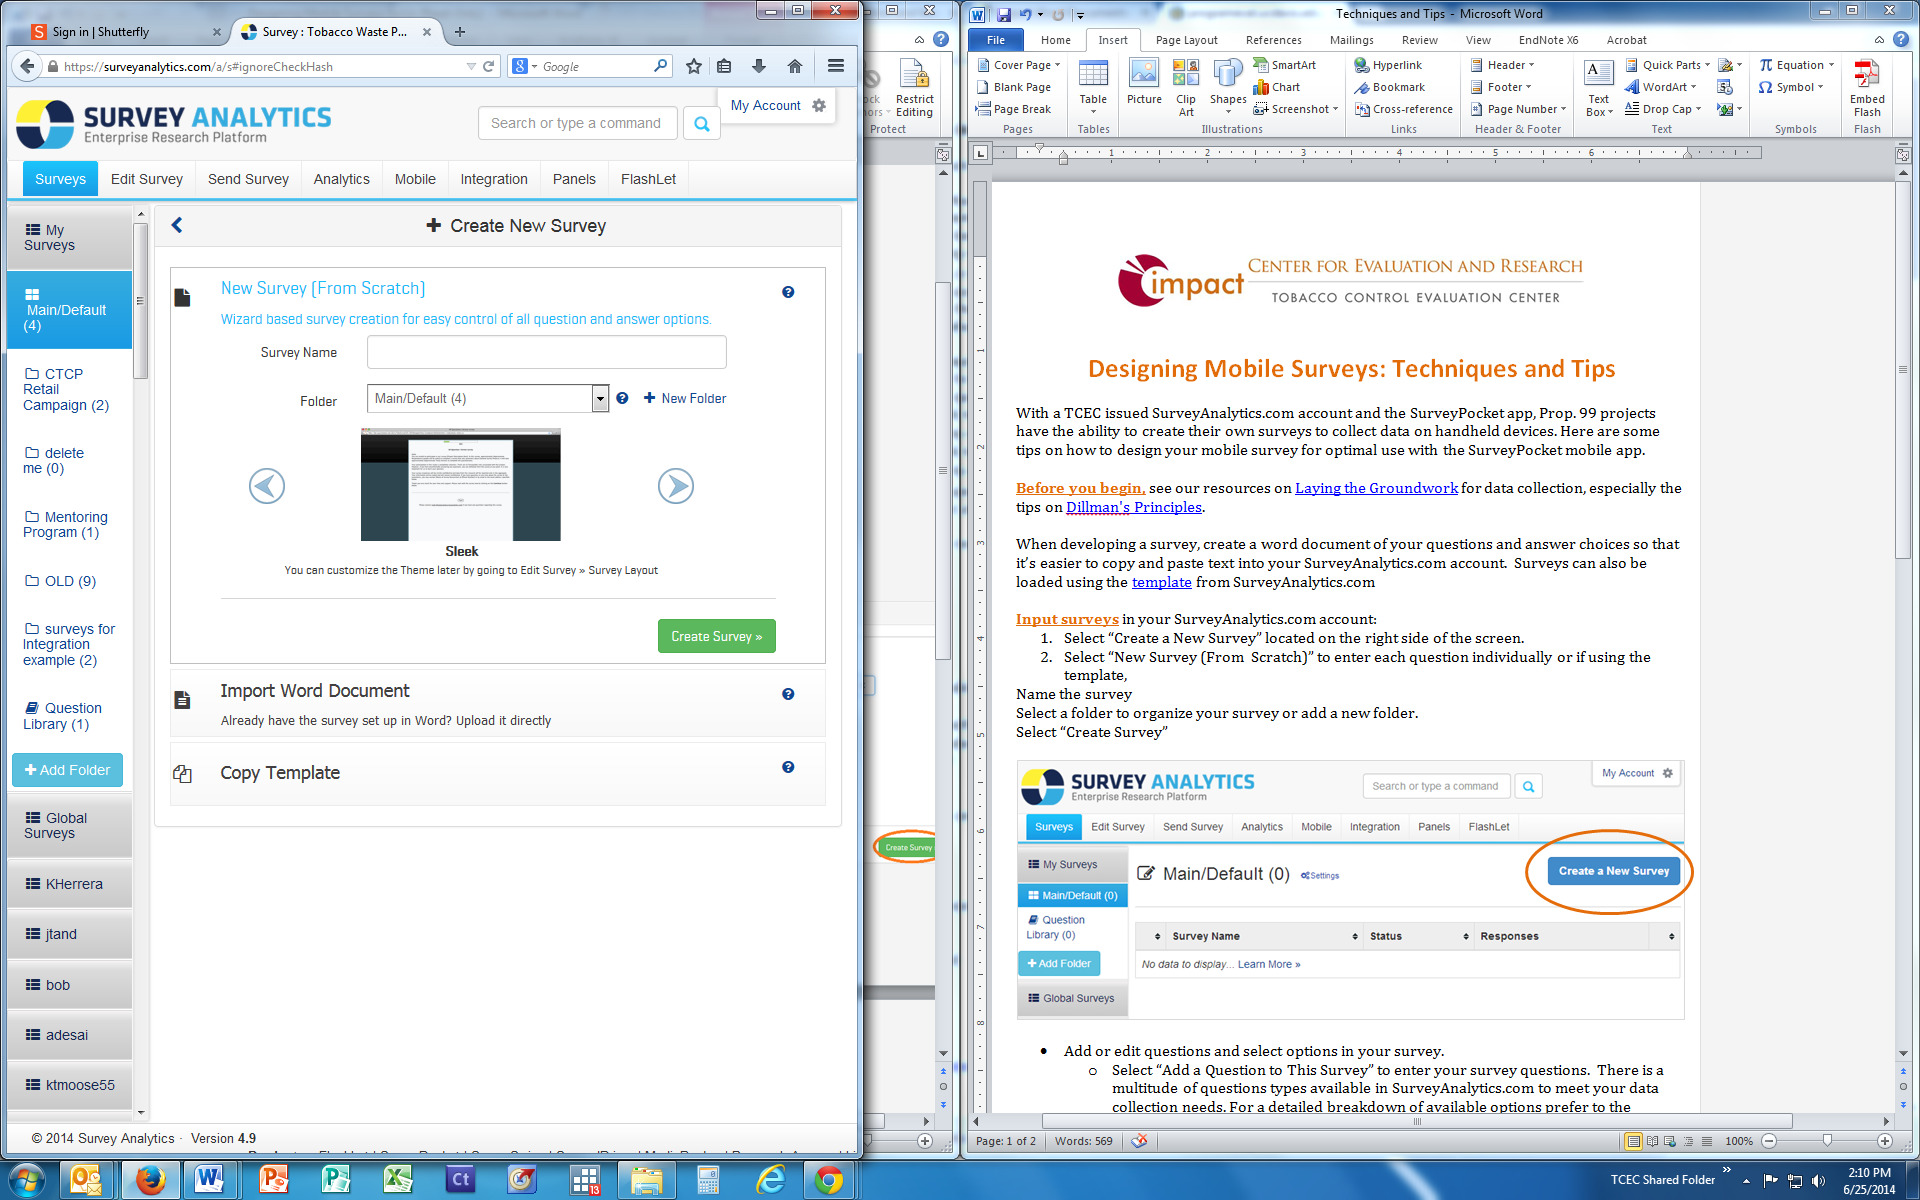 Sign in | Shutterfly
Survey : Tobacco Waste P...
https://surveyanalytics.com/a/s#ignoreCheckHash
Google
SURVEY ANALYTICS
Enterprise Research Platform
Search or type a command
My Account
Surveys
Edit Survey
Send Survey
Analytics
Mobile
Integration
Panels
FlashLet
My
Surveys
Main/Default
(4)
CTCP
Retail
Campaign (2)
delete
me (0)
Mentoring
Program (1)
OLD (9)
surveys for
Integration
example (2)
Question
Library (1)
Add Folder
Global
Surveys
KHerrera
jtand
bob
adesai
ktmoose55
Create New Survey
New Survey (From Scratch)
Wizard based survey creation for easy control of all question and answer options.
Survey Name
Folder
Main/Default (4)
New Folder
Sleek
You can customize the Theme later by going to Edit Survey » Survey Layout
Create Survey »
Import Word Document
Already have the survey set up in Word? Upload it directly
Copy Template
© 2014 Survey Analytics · Version 4.9
Restrict
Editing
Protect
Create Survey
Techniques and Tips - Microsoft Word
File
Home
Insert
Page Layout
References
Mailings
Review
View
EndNote X6
Acrobat
Cover Page
Blank Page
Page Break
Pages
Table
Tables
Picture
Clip
Art
Shapes
SmartArt
Chart
Screenshot
Illustrations
Hyperlink
Bookmark
Cross-reference
Links
Header
Footer
Page Number
Header & Footer
Text
Box
Quick Parts
WordArt
Drop Cap
Text
Equation
Symbol
Symbols
Embed
Flash
Flash
1 2 3 4 5 6 7
impact
CENTER FOR EVALUATION AND RESEARCH
TOBACCO CONTROL EVALUATION CENTER
Designing Mobile Surveys: Techniques and Tips
With a TCEC issued SurveyAnalytics.com account and the SurveyPocket app, Prop. 99 projects
have the ability to create their own surveys to collect data on handheld devices. Here are some
tips on how to design your mobile survey for optimal use with the SurveyPocket mobile app.
Before you begin, see our resources on Laying the Groundwork for data collection, especially the
tips on Dillman's Principles.
When developing a survey, create a word document of your questions and answer choices so that
it's easier to copy and paste text into your SurveyAnalytics.com account. Surveys can also be
loaded using the template from SurveyAnalytics.com
Input surveys in your SurveyAnalytics.com account:
1. Select “Create a New Survey” located on the right side of the screen.
2. Select “New Survey (From Scratch)” to enter each question individually or if using the
template,
Name the survey
Select a folder to organize your survey or add a new folder.
Select “Create Survey”
SURVEY ANALYTICS
Enterprise Research Platform
Search or type a command
My Account
Surveys
Edit Survey
Send Survey
Analytics
Mobile
Integration
Panels
FlashLet
My Surveys
Main/Default (0)
Question
Library (0)
Add Folder
Global Surveys
Main/Default (0)
Settings
Create a New Survey
Survey Name
Status
Responses
No data to display... Learn More »
• Add or edit questions and select options in your survey.
o Select “Add a Question to This Survey” to enter your survey questions. There is a
multitude of questions types available in SurveyAnalytics.com to meet your data
collection needs. For a detailed breakdown of available options prefer to the
Page: 1 of 2
Words: 569
100%
TCEC Shared Folder
2:10 PM
6/25/2014